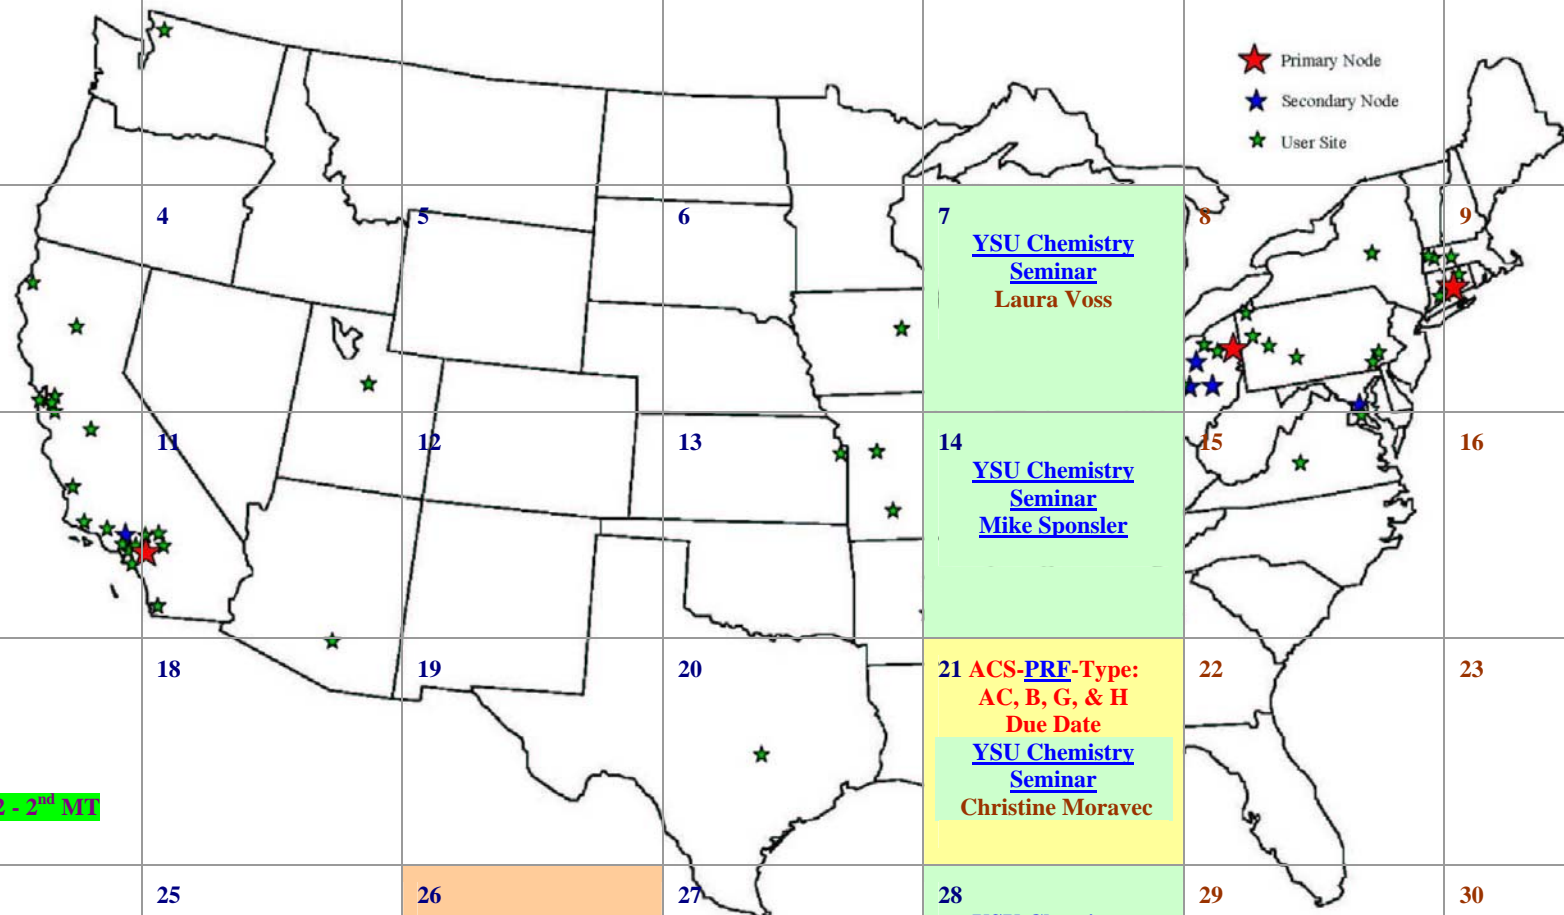 Primary Node
Secondary Node
User Site
4
5
6
7
YSU Chemistry
Seminar
Laura Voss
8
9
11
12
13
14
YSU Chemistry
Seminar
Mike Sponsler
15
16
18
19
20
21 ACS-PRF-Type:
AC, B, G, & H
Due Date
YSU Chemistry
Seminar
Christine Moravec
22
23
2 - 2nd MT
25
26
27
28
29
30